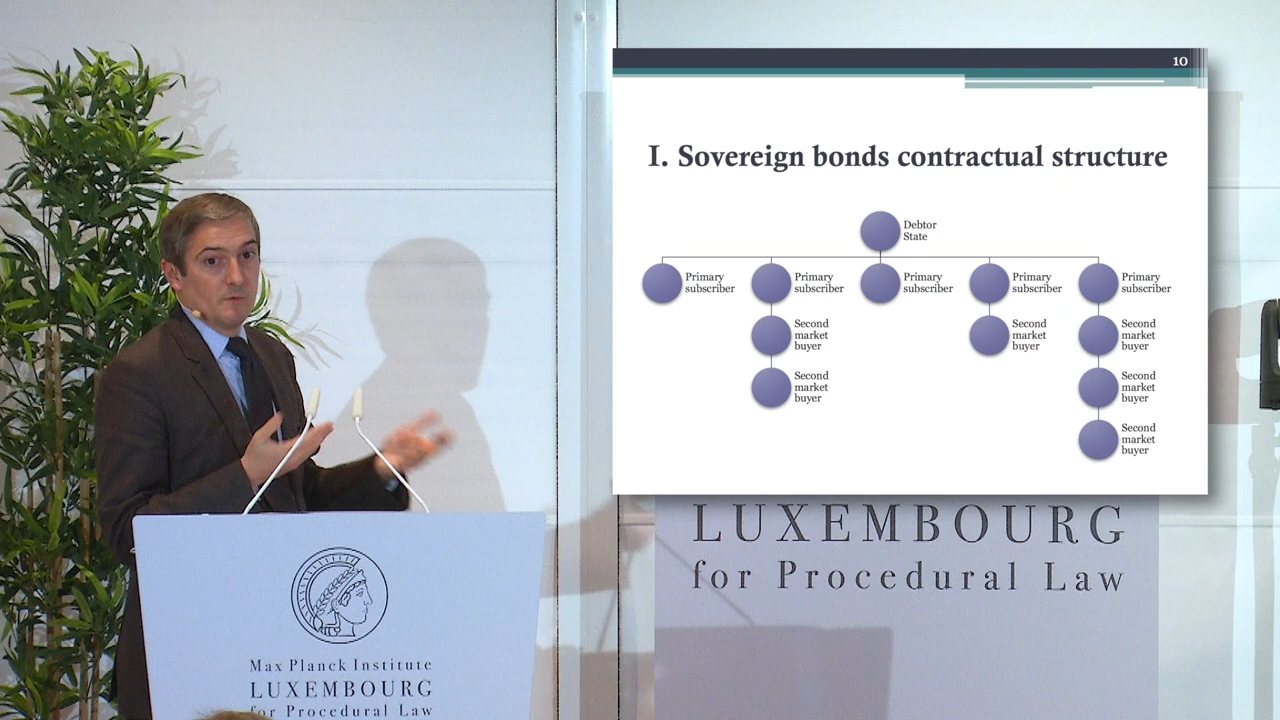 10
I. Sovereign bonds contractual structure
Debtor
State
Primary
subscriber
Primary
subscriber
Primary
subscriber
Primary
subscriber
Primary
subscriber
Second
market
buyer
Second
market
buyer
Second
market
buyer
Second
market
buyer
Second
market
buyer
Second
market
buyer
LUXEMBOURG
for Procedural Law
Max Planck Institute
LUXEMBOURG
for Procedural Law